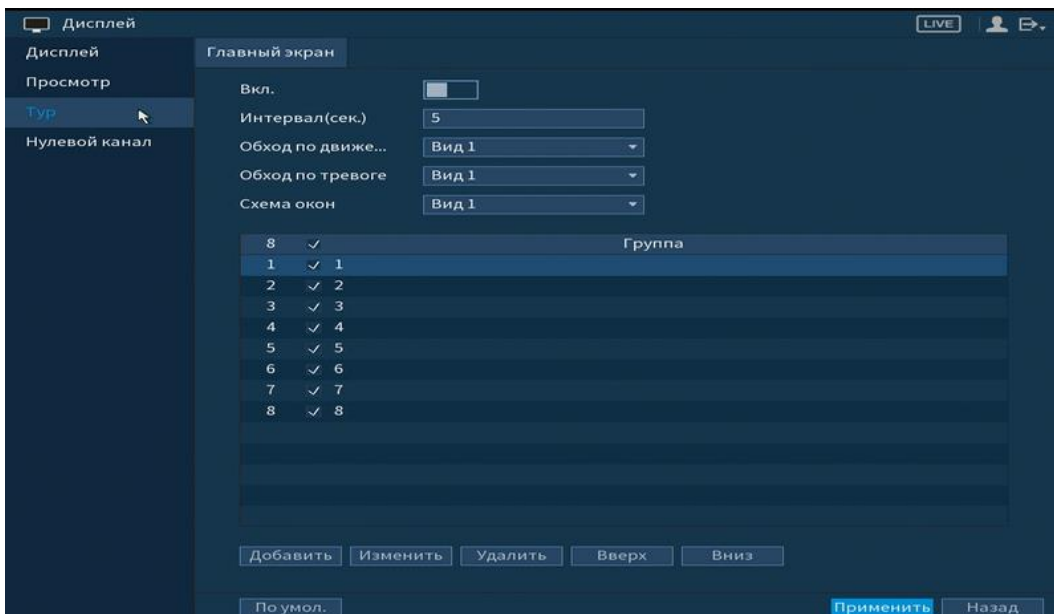 Дисплей LIVE
Дисплей
Просмотр
Тур
Нулевой канал
Главный экран
Вкл.
Интервал(сек.) 5
Обход по движе... Вид 1
Обход по тревоге Вид 1
Схема окон Вид 1
8 Группа
1 1
2 2
3 3
4 4
5 5
6 6
7 7
8 8
Добавить Изменить Удалить Вверх Вниз
По умол. Применить Назад